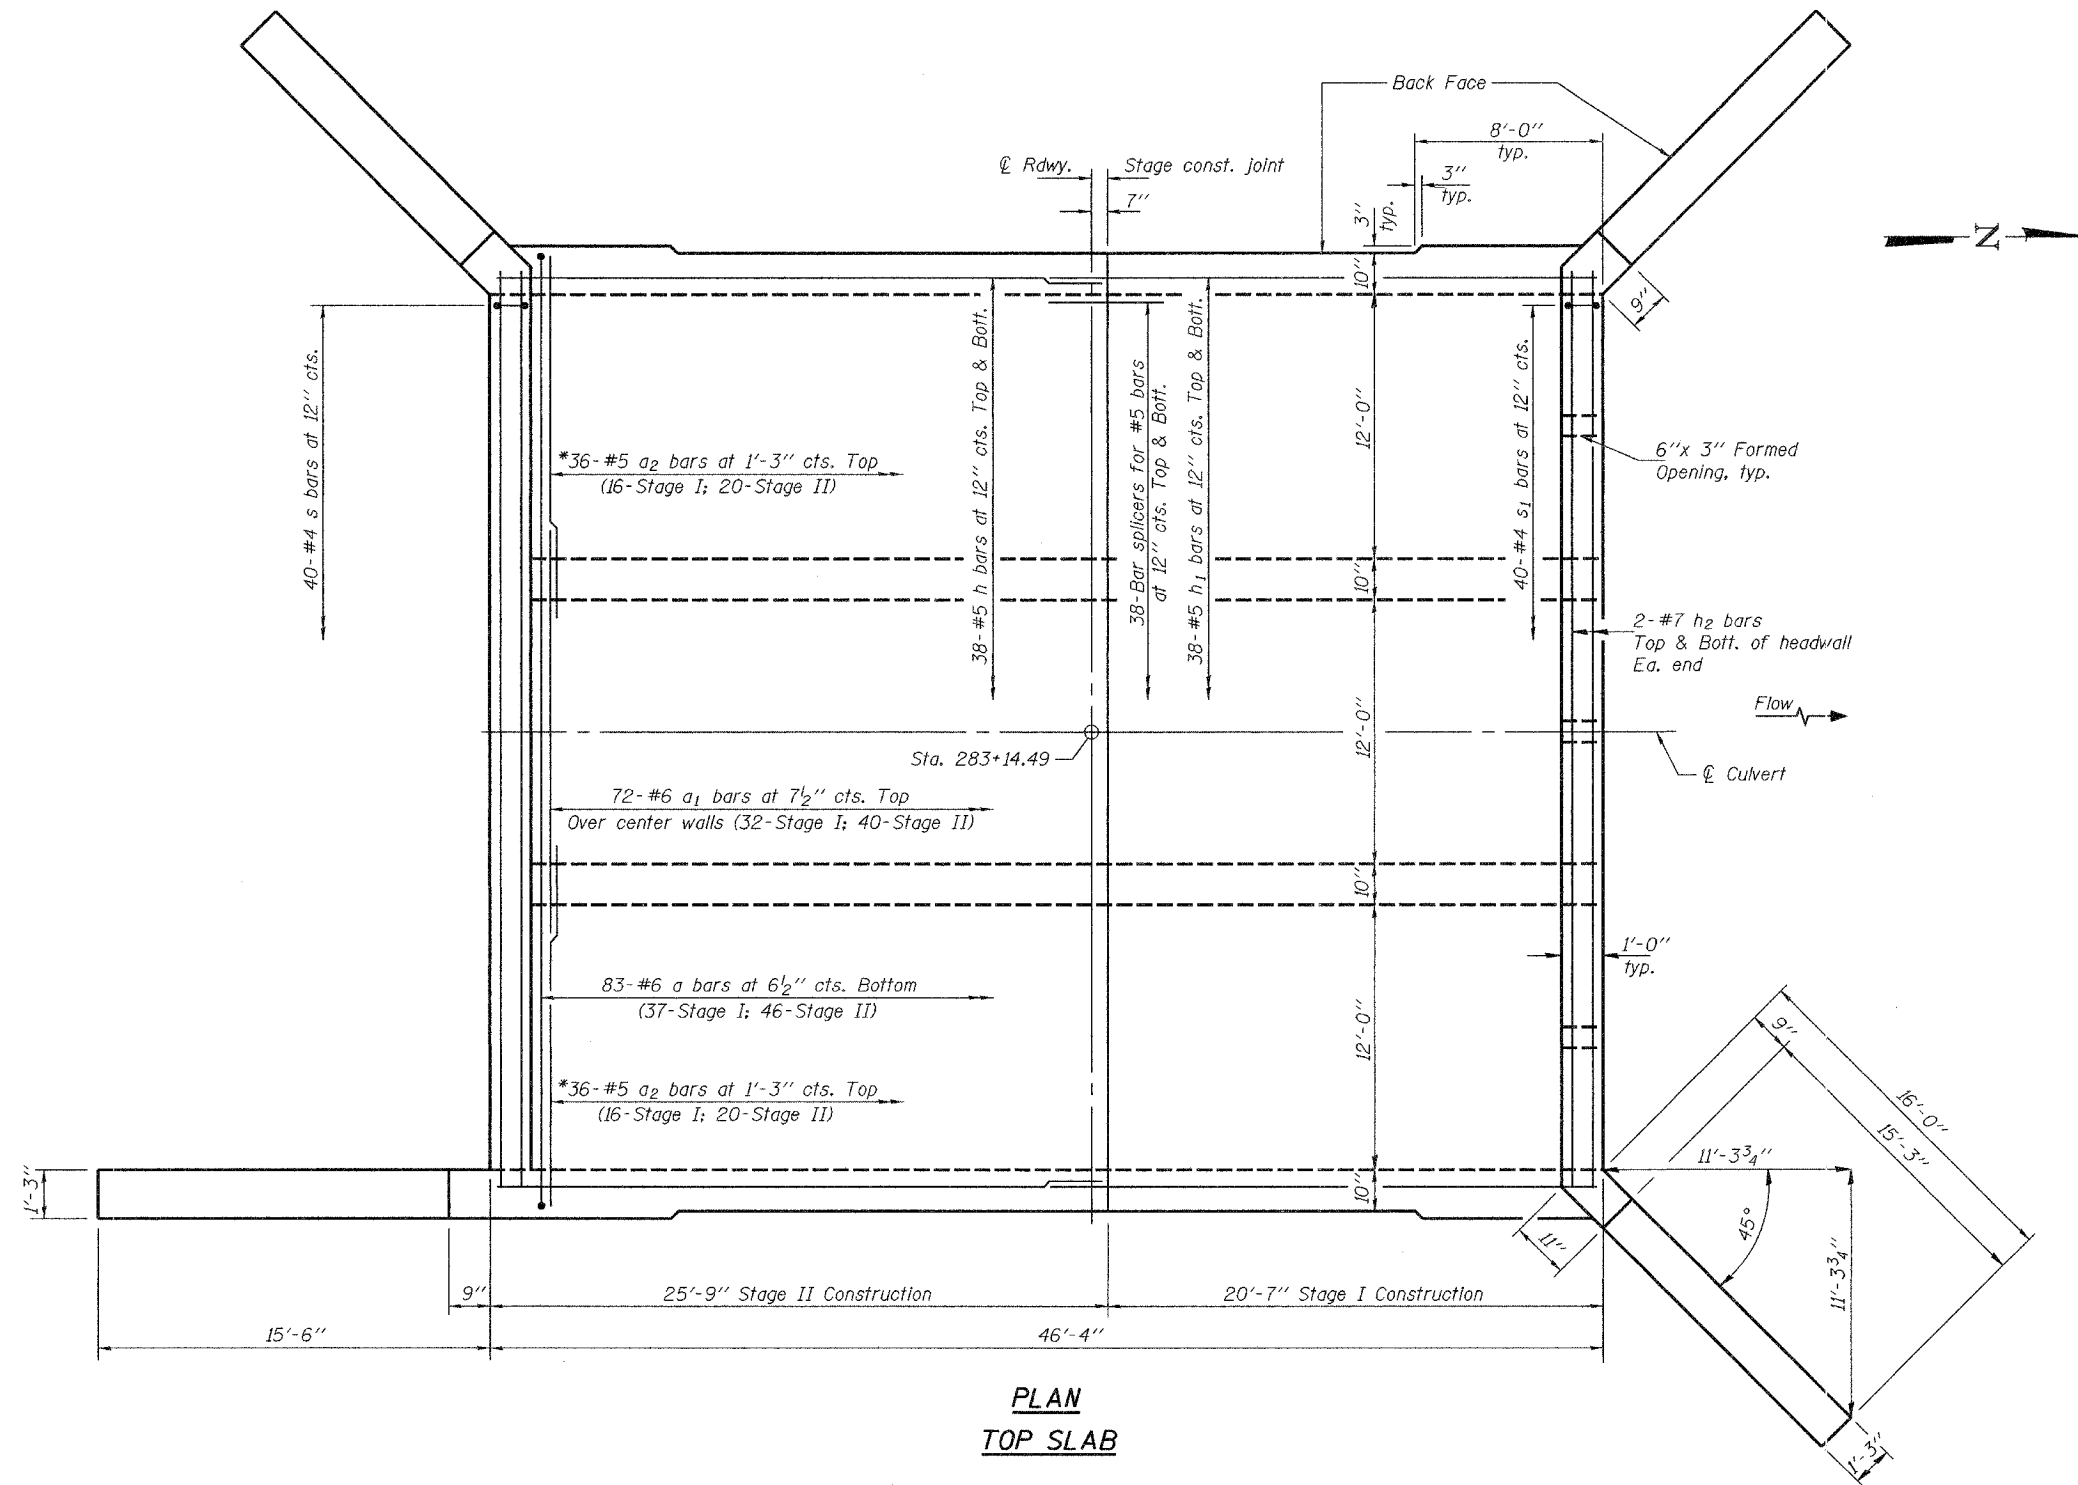 Back Face
8'-0"
typ.
℄ Rdwy.
Stage const. joint
3"
typ.
3"
typ.
7"
N
10"
9"
40-#4 s bars at 12" cts.
*36-#5 a2 bars at 1'-3" cts. Top
(16-Stage I; 20-Stage II)
38-#5 h bars at 12" cts. Top & Bott.
38-Bar splicers for #5 bars
at 12" cts. Top & Bott.
38-#5 h1 bars at 12" cts. Top & Bott.
12'-0"
40-#4 s1 bars at 12" cts.
6"x 3" Formed
Opening, typ.
10"
2-#7 h2 bars
Top & Bott. of headwall
Ea. end
Flow
12'-0"
Sta. 283+14.49
℄ Culvert
72-#6 a1 bars at 7½" cts. Top
Over center walls (32-Stage I; 40-Stage II)
10"
1'-0"
typ.
83-#6 a bars at 6½" cts. Bottom
(37-Stage I; 46-Stage II)
12'-0"
9"
16'-0"
15'-3"
*36-#5 a2 bars at 1'-3" cts. Top
(16-Stage I; 20-Stage II)
1'-3"
10"
11'-3¾"
45°
11'-3¾"
11"
9"
25'-9" Stage II Construction
20'-7" Stage I Construction
15'-6"
46'-4"
1'-3"
PLAN
TOP SLAB